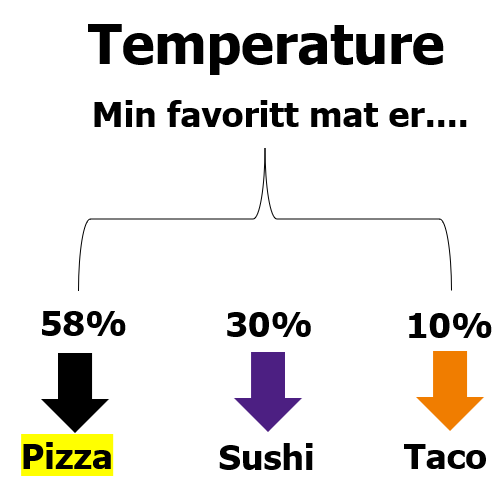 Temperature
Min favoritt mat er....
58% 30% 10%
Pizza Sushi Taco